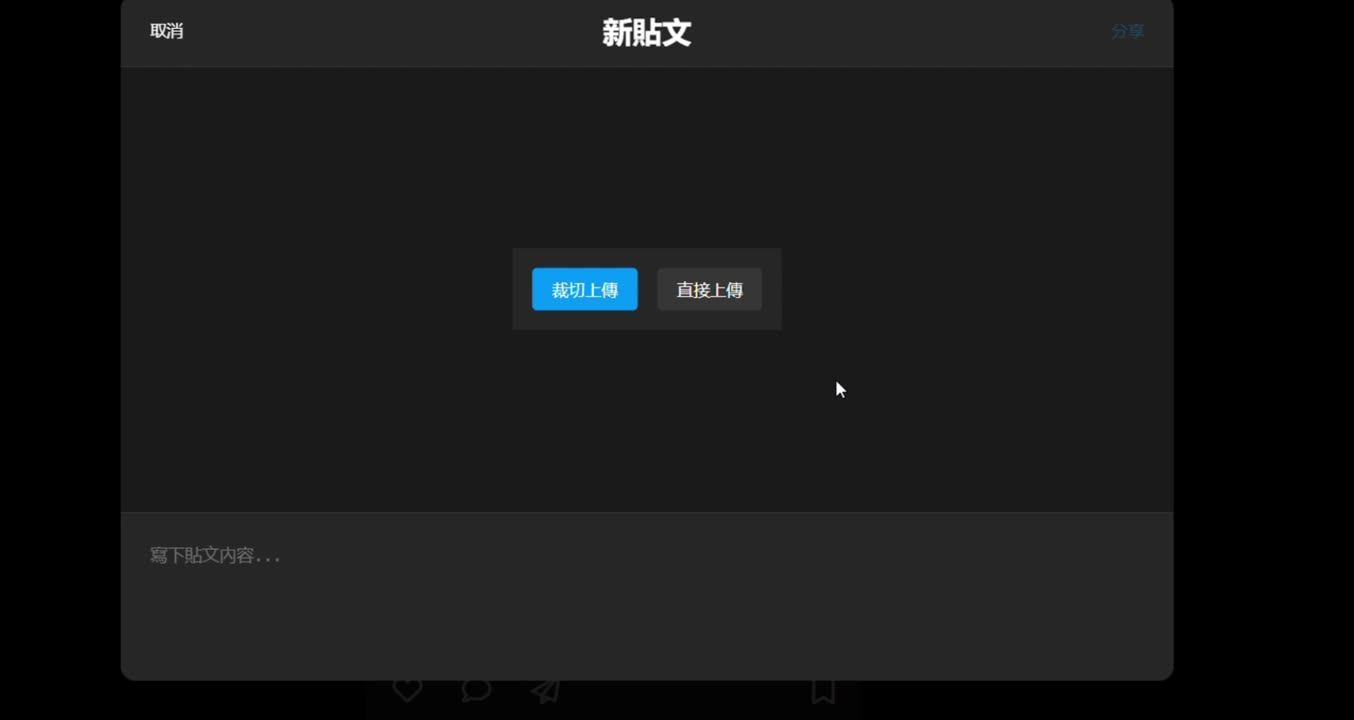 取消
新貼文
分享
裁切上傳
直接上傳
寫下貼文內容...